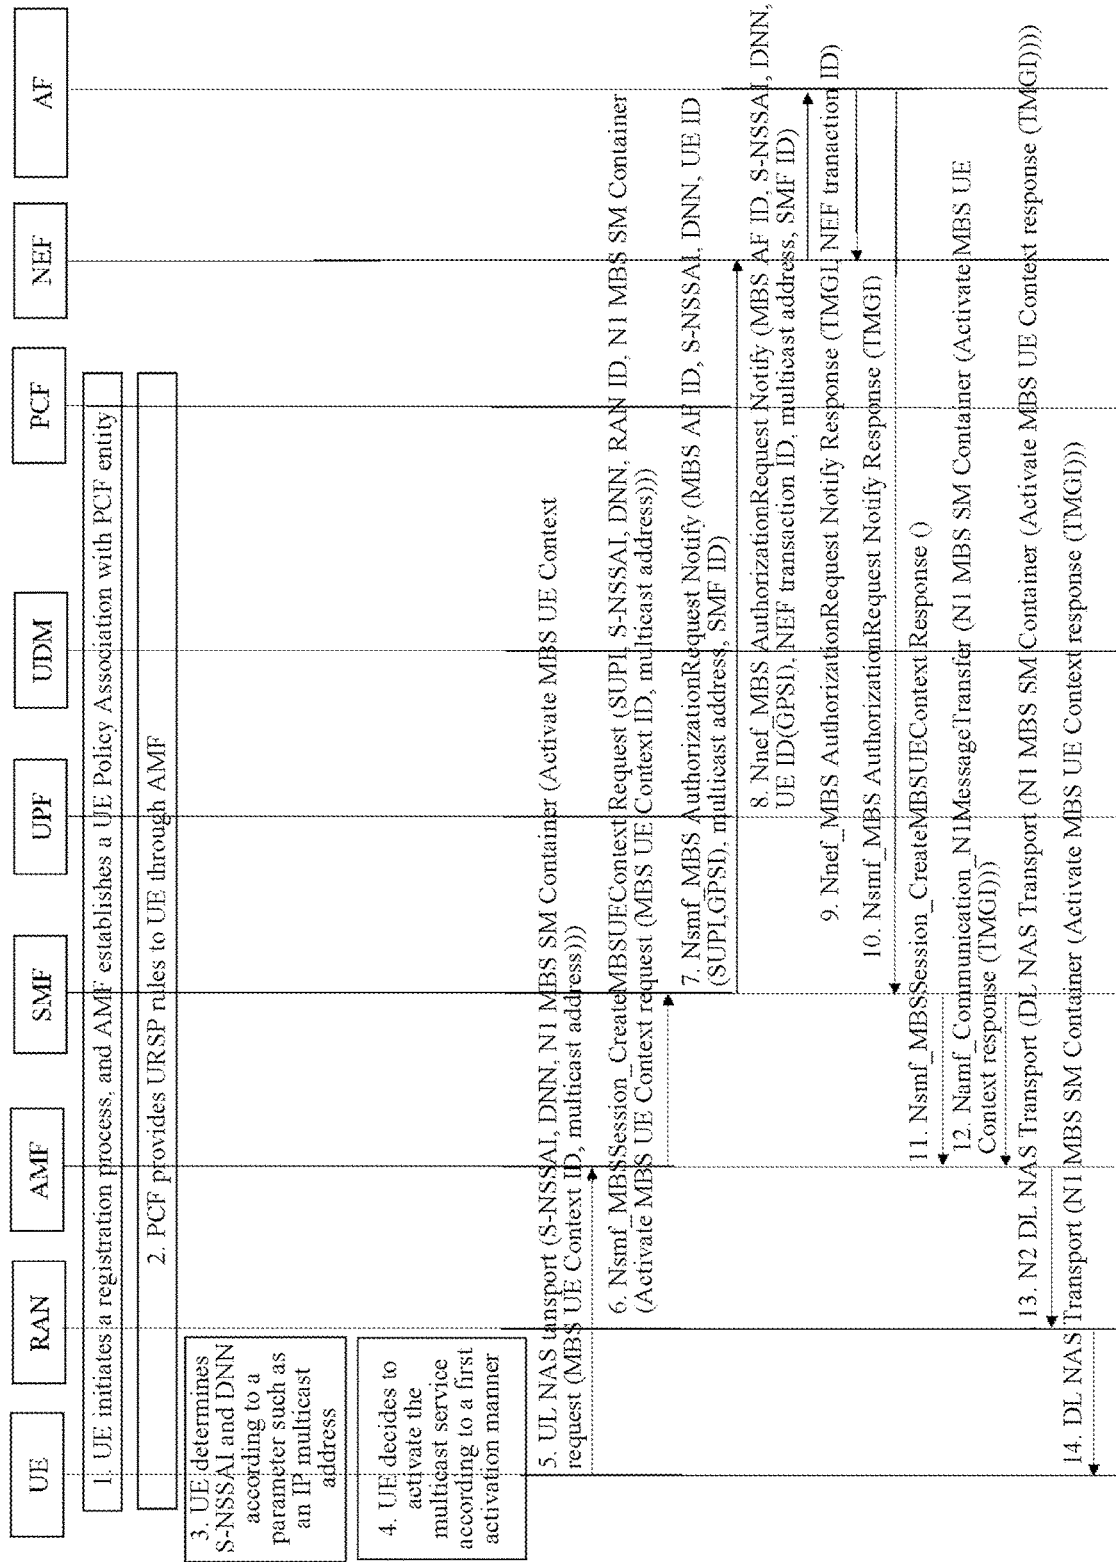 UE
RAN
AMF
SMF
UPF
UDM
PCF
NEF
AF
1. UE initiates a registration process, and AMF establishes a UE Policy Association with PCF entity
2. PCF provides URSP rules to UE through AMF
3. UE determines
S-NSSAI and DNN
according to a
parameter such as
an IP multicast
address
4. UE decides to
activate the
multicast service
according to a first
activation manner
5. UL NAS tansport (S-NSSAI, DNN, N1 MBS SM Container (Activate MBS UE Context
request (MBS UE Context ID, multicast address)))
6. Nsmf_MBSSession_CreateMBSUEContextRequest (SUPI, S-NSSAI, DNN, RAN ID, N1 MBS SM Container
(Activate MBS UE Context request (MBS UE Context ID, multicast address)))
7. Nsmf_MBS AuthorizationRequest Notify (MBS AF ID, S-NSSAI, DNN, UE ID
(SUPI,GPSI), multicast address, SMF ID)
8. Nnef_MBS AuthorizationRequest Notify (MBS AF ID, S-NSSAI, DNN,
UE ID(GPSI), NEF transaction ID, multicast address, SMF ID)
9. Nnef_MBS AuthorizationRequest Notify Response (TMGI, NEF tranaction ID)
10. Nsmf_MBS AuthorizationRequest Notify Response (TMGI)
11. Nsmf_MBSSession_CreateMBSUEContext Response ()
12. Namf_Communication_N1MessageTransfer (N1 MBS SM Container (Activate MBS UE
Context response (TMGI)))
13. N2 DL NAS Transport (DL NAS Transport (N1 MBS SM Container (Activate MBS UE Context response (TMGI))))
14. DL NAS Transport (N1 MBS SM Container (Activate MBS UE Context response (TMGI)))